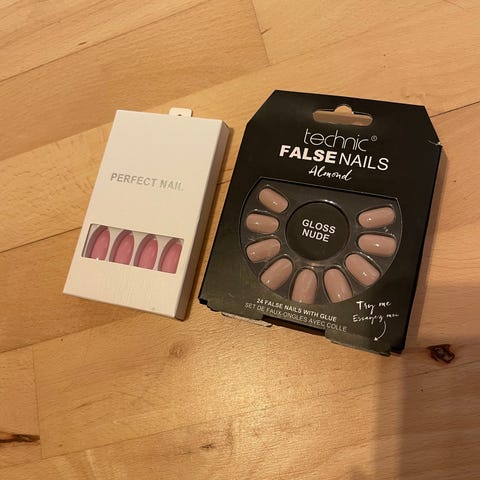 PERFECT NAIL
technic®
FALSE NAILS
Almond
GLOSS
NUDE
24 FALSE NAILS WITH GLUE
SET DE FAUX-ONGLES AVEC COLLE
Try me
Essayez moi